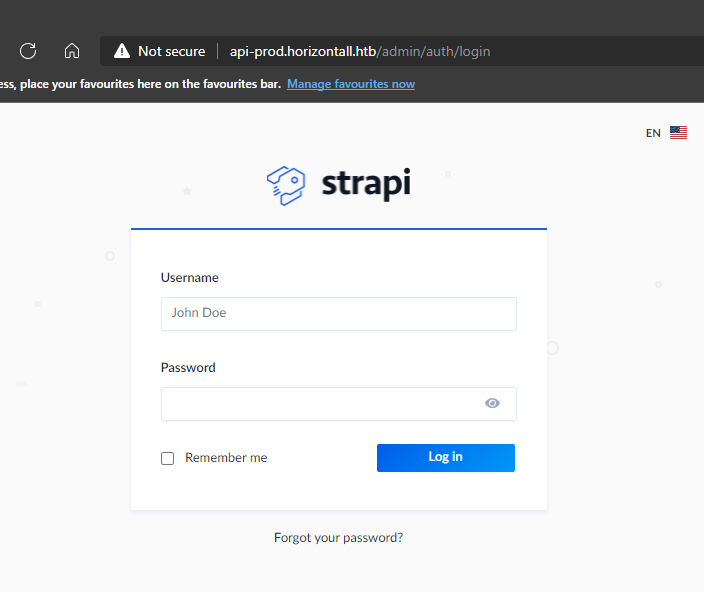 Not secure api-prod.horizontall.htb/admin/auth/login
ess, place your favourites here on the favourites bar. Manage favourites now
EN
strapi
Username
John Doe
Password
Remember me Log in
Forgot your password?